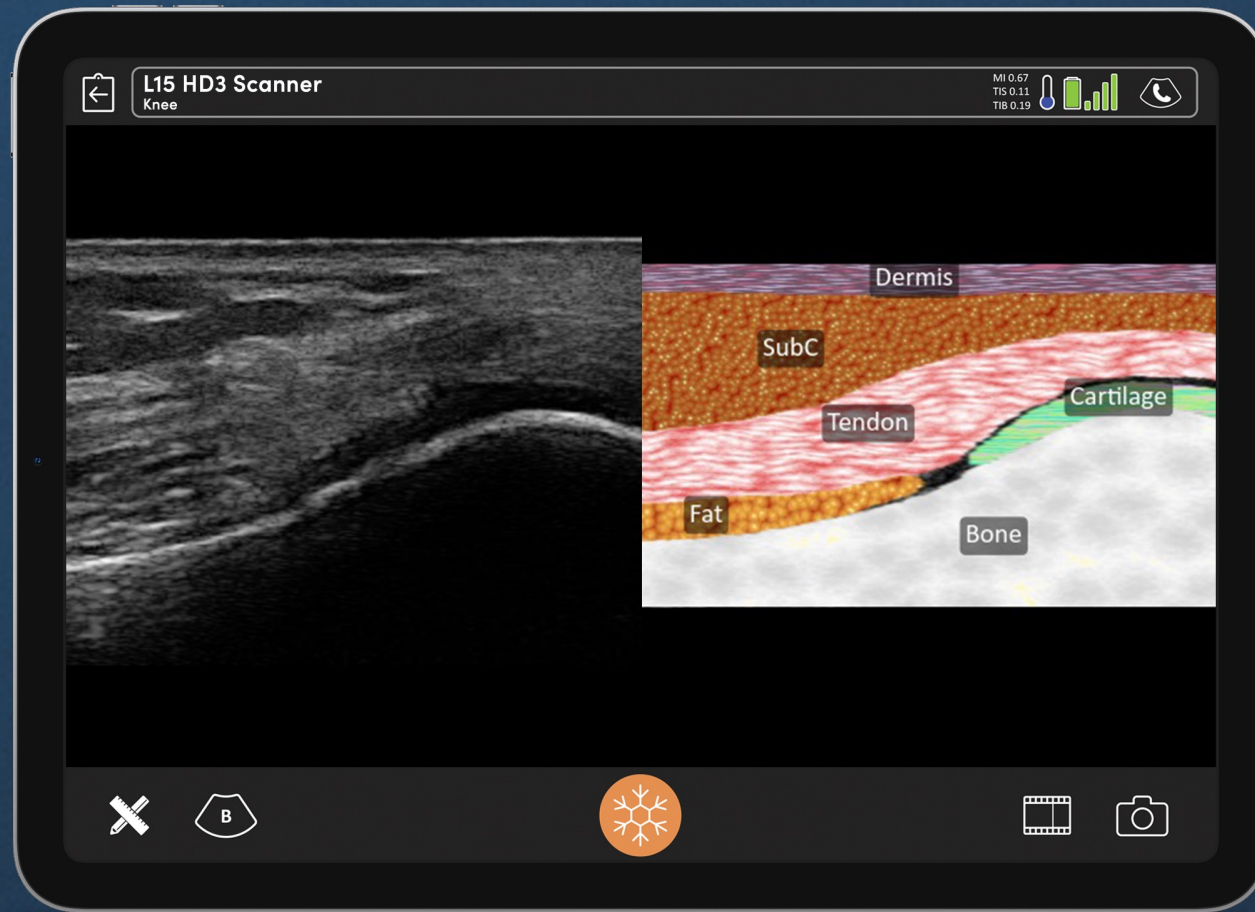 L15 HD3 Scanner
Knee
MI 0.67
TIS 0.11
TIB 0.19
Dermis
SubC
Cartilage
Tendon
Fat
Bone
B